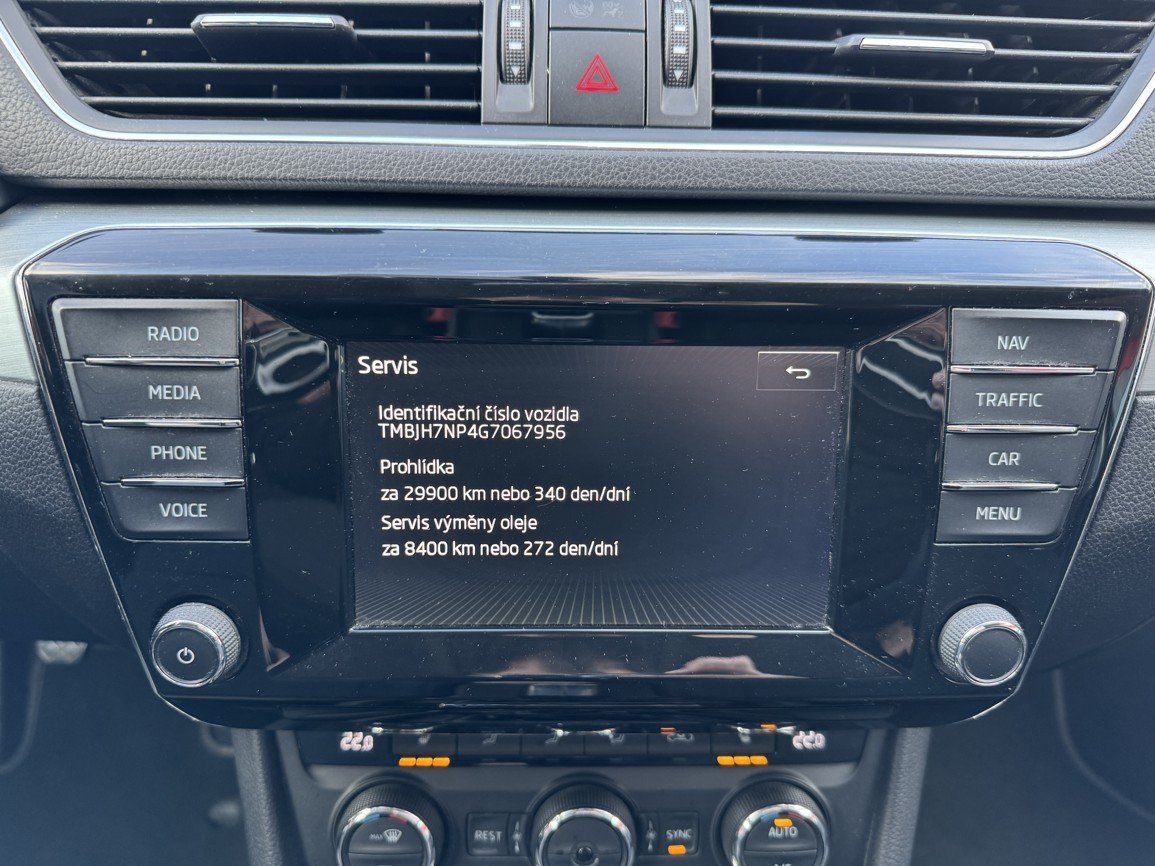 RADIO
MEDIA
PHONE
VOICE
Servis
Identifikační číslo vozidla
TMBJH7NP4G7067956
Prohlídka
za 29900 km nebo 340 den/dní
Servis výměny oleje
za 8400 km nebo 272 den/dní
NAV
TRAFFIC
CAR
MENU
22.0
22.0
MAX
REST
SYNC
AUTO